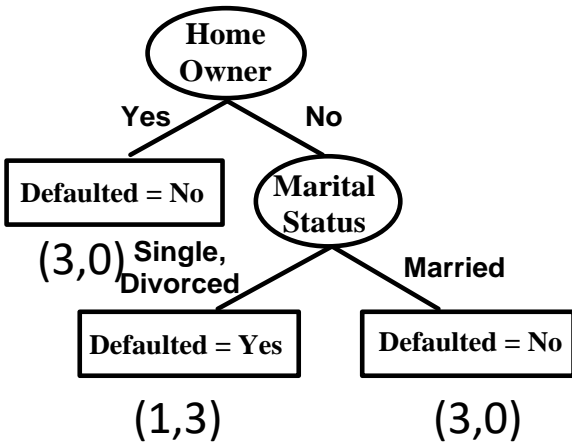 Home
Owner
Yes
No
Defaulted = No
Marital
Status
(3,0)
Single,
Divorced
Married
Defaulted = Yes
Defaulted = No
(1,3)
(3,0)